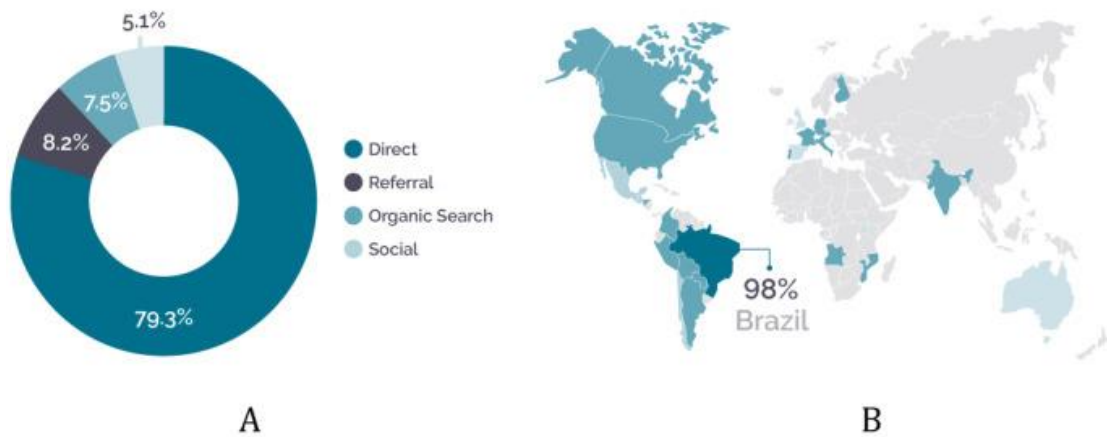 5.1%
7.5%
8.2%
79.3%
Direct
Referral
Organic Search
Social
98%
Brazil
A
B